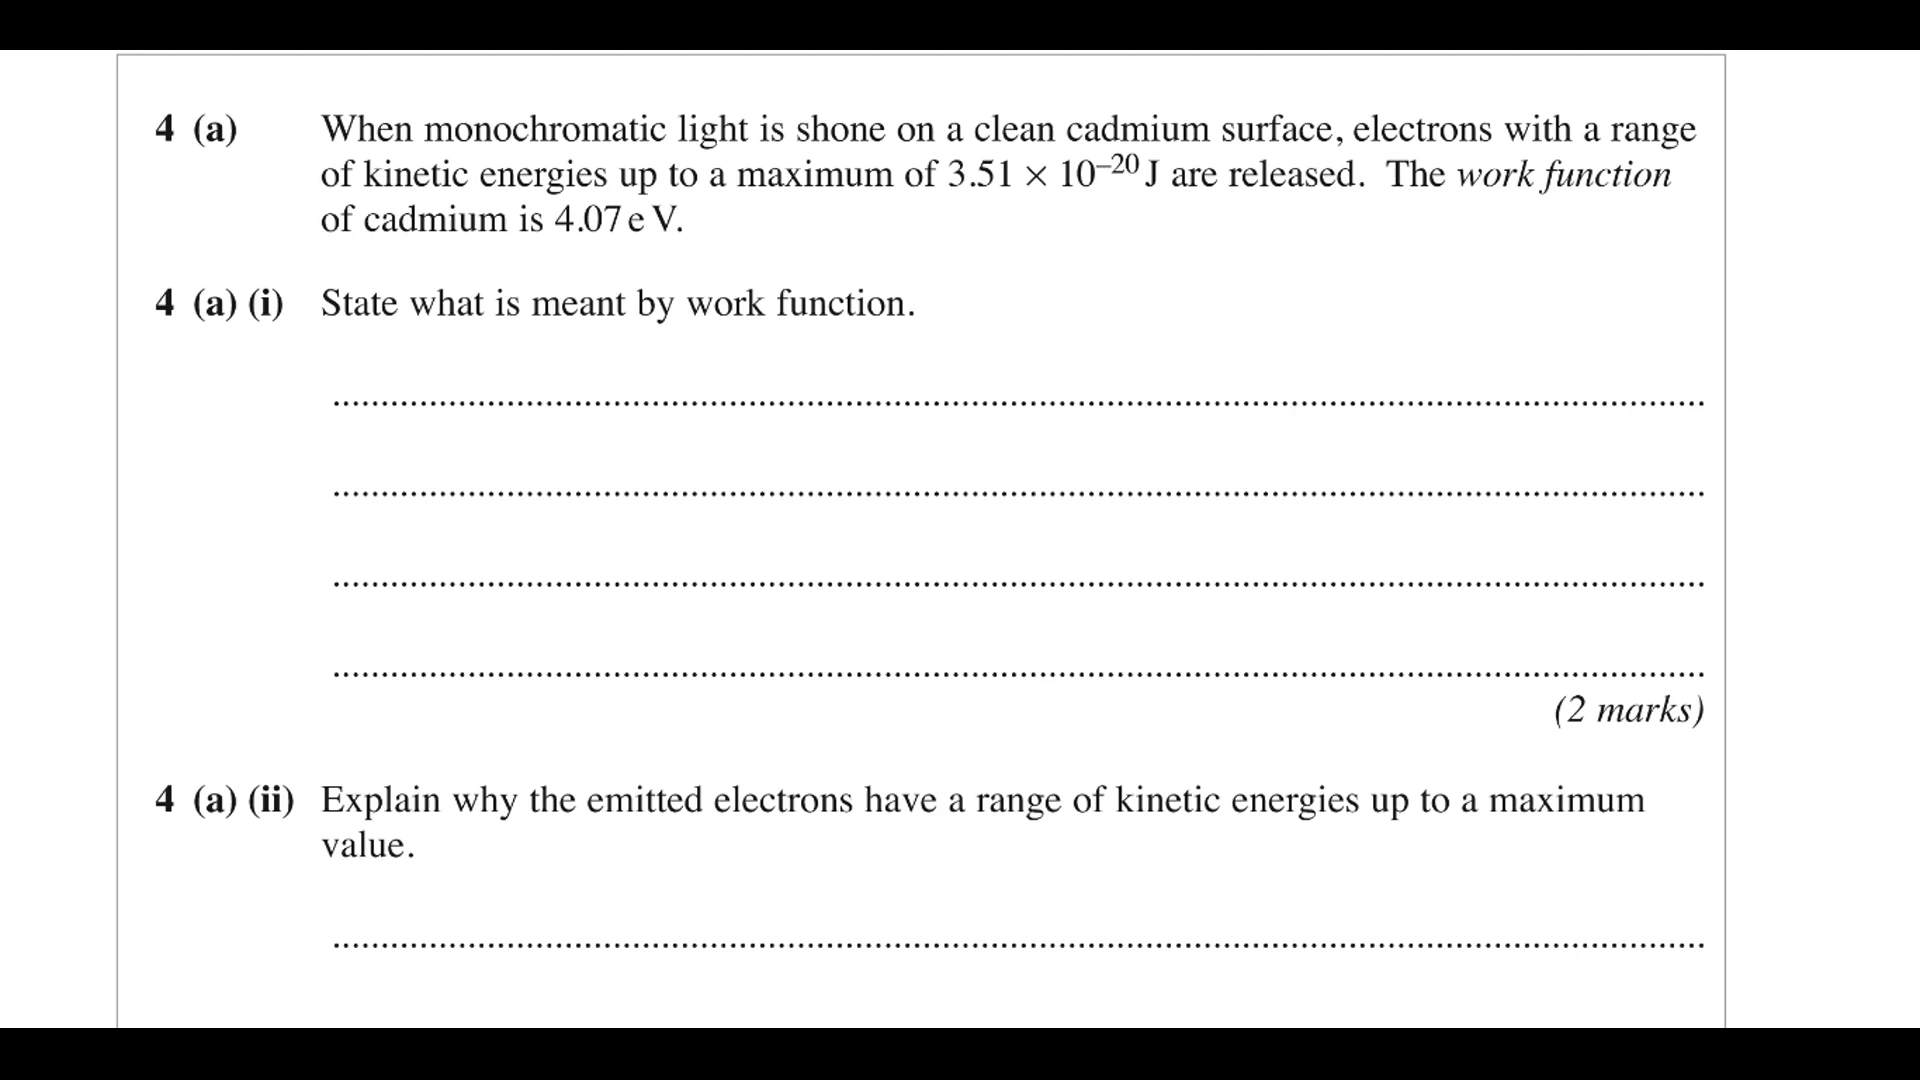 4 (a) When monochromatic light is shone on a clean cadmium surface, electrons with a range
of kinetic energies up to a maximum of 3.51 × 10⁻²⁰ J are released. The work function
of cadmium is 4.07 e V.
4 (a) (i) State what is meant by work function.
(2 marks)
4 (a) (ii) Explain why the emitted electrons have a range of kinetic energies up to a maximum
value.